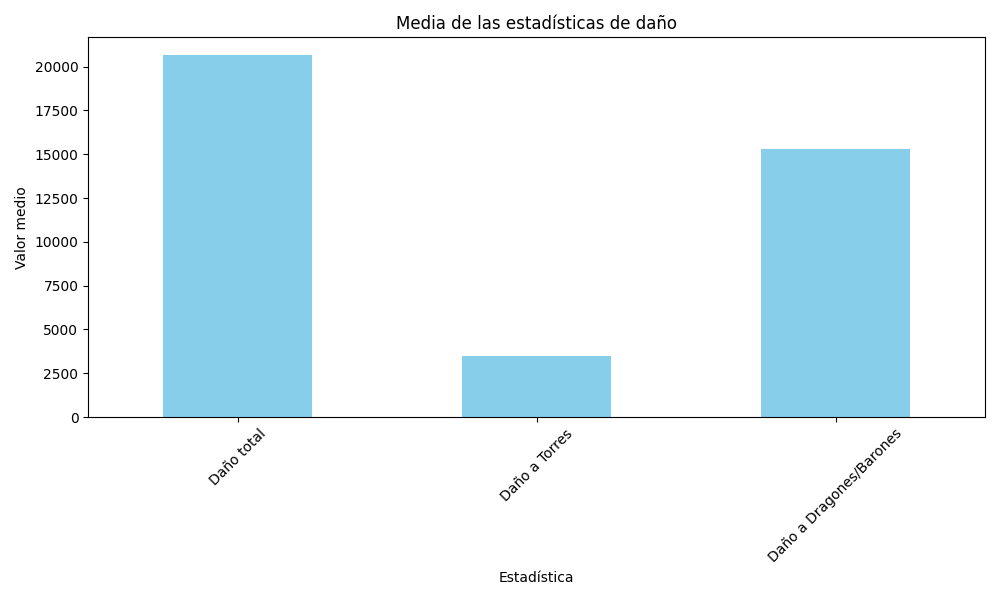 Media de las estadísticas de daño
Valor medio
20000
17500
15000
12500
10000
7500
5000
2500
0
Daño total
Daño a Torres
Daño a Dragones/Barones
Estadística